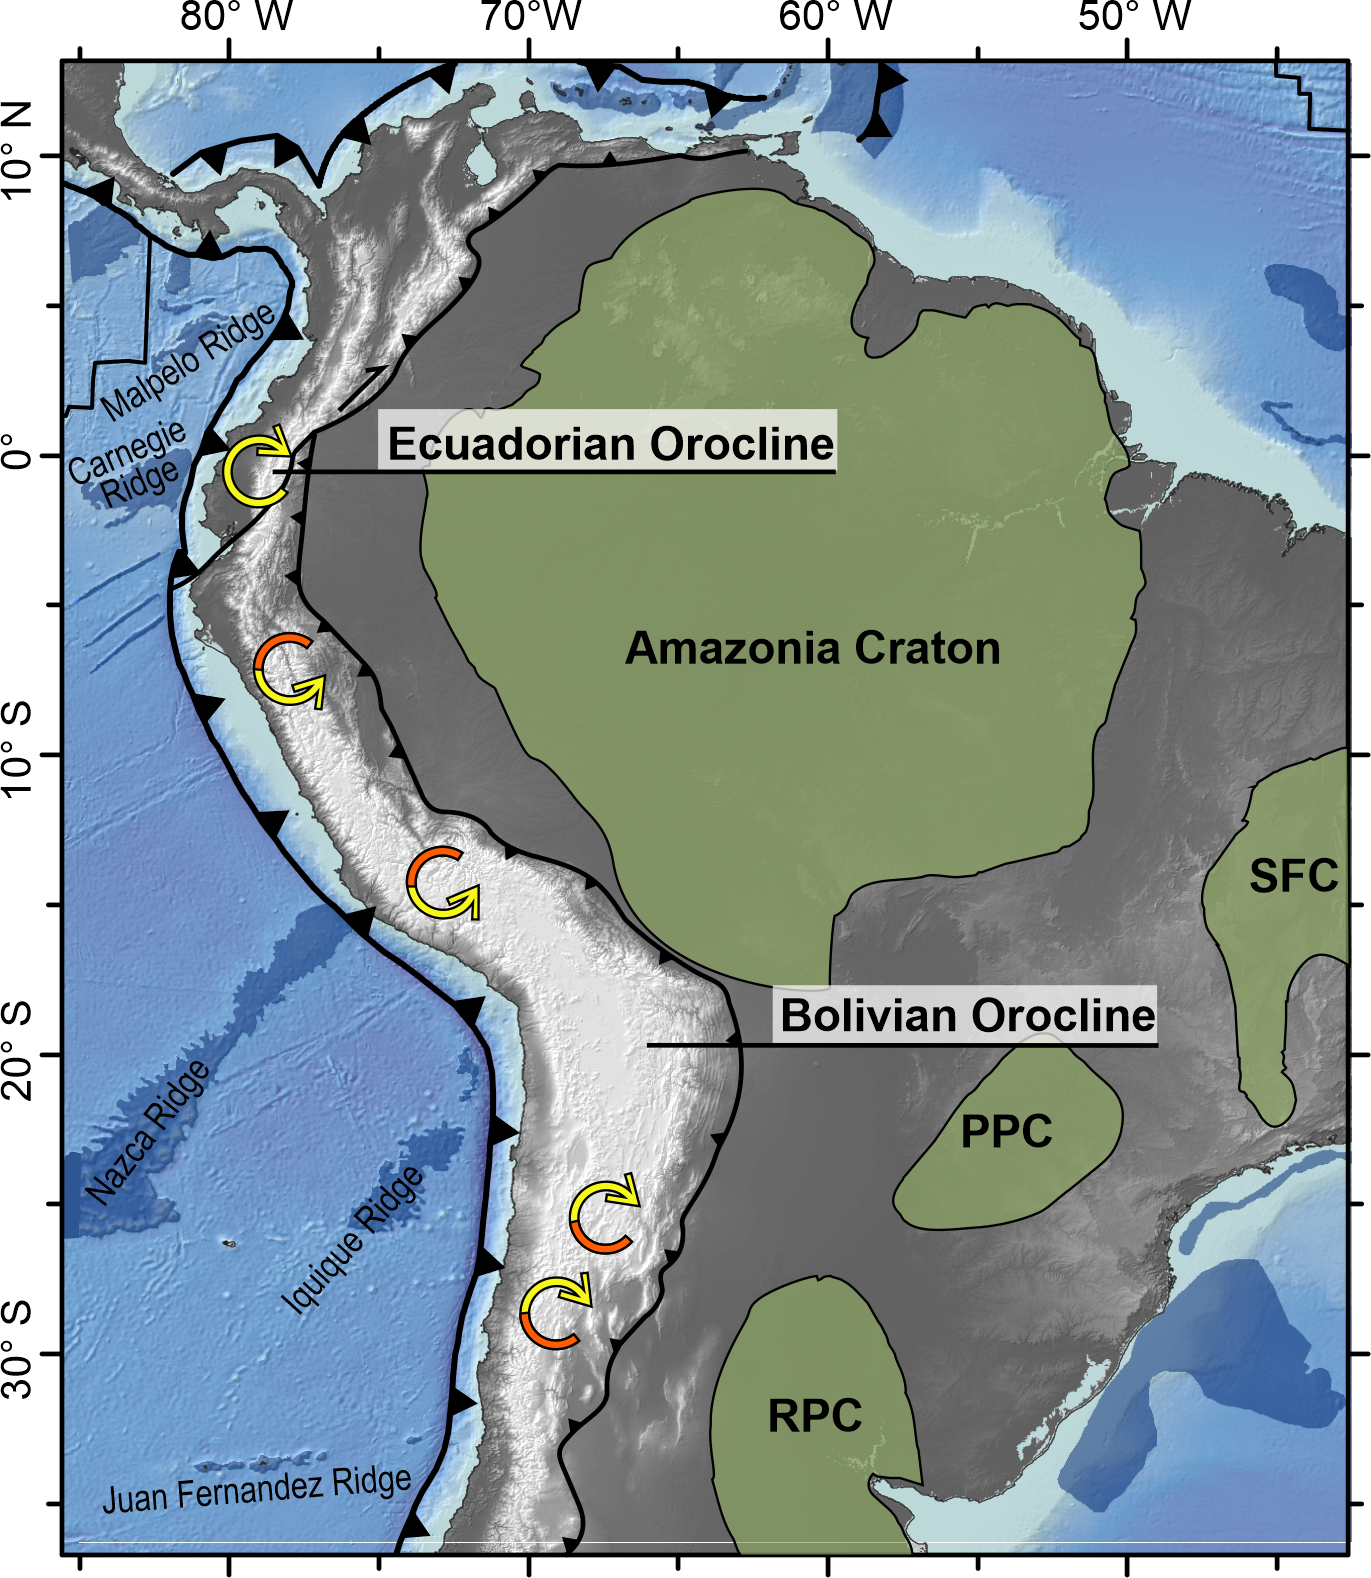 80° W
70°W
60° W
50° W
10° N
0°
10° S
20° S
30° S
Malpelo Ridge
Carnegie
Ridge
Ecuadorian Orocline
Amazonia Craton
SFC
Bolivian Orocline
PPC
Nazca Ridge
Iquique Ridge
RPC
Juan Fernandez Ridge